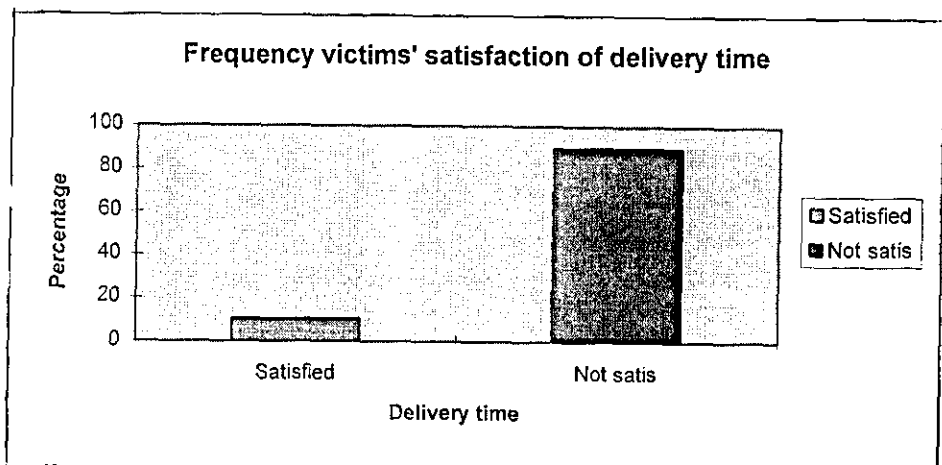 Frequency victims' satisfaction of delivery time
Percentage
100
80
60
40
20
0
Satisfied
Not satis
Delivery time
Satisfied
Not satis